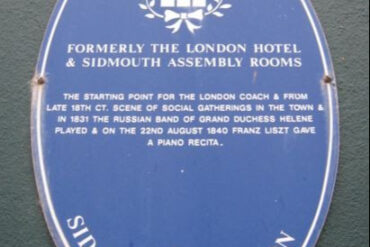 FORMERLY THE LONDON HOTEL
& SIDMOUTH ASSEMBLY ROOMS
THE STARTING POINT FOR THE LONDON COACH & FROM
LATE 18TH CT. SCENE OF SOCIAL GATHERINGS IN THE TOWN &
IN 1831 THE RUSSIAN BAND OF GRAND DUCHESS HELENE
PLAYED & ON THE 22ND AUGUST 1840 FRANZ LISZT GAVE
A PIANO RECITA.